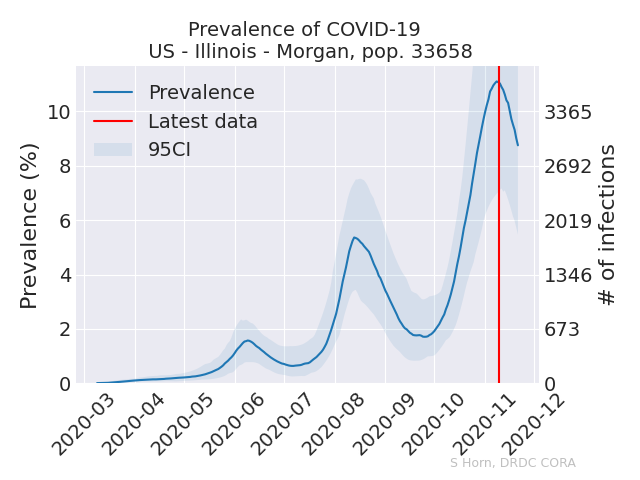 Prevalence of COVID-19
US - Illinois - Morgan, pop. 33658
Prevalence
Latest data
95CI
Prevalence (%)
10
8
6
4
2
0
3365
2692
2019
1346
673
0
# of infections
2020-03
2020-04
2020-05
2020-06
2020-07
2020-08
2020-09
2020-10
2020-11
2020-12
S Horn, DRDC CORA